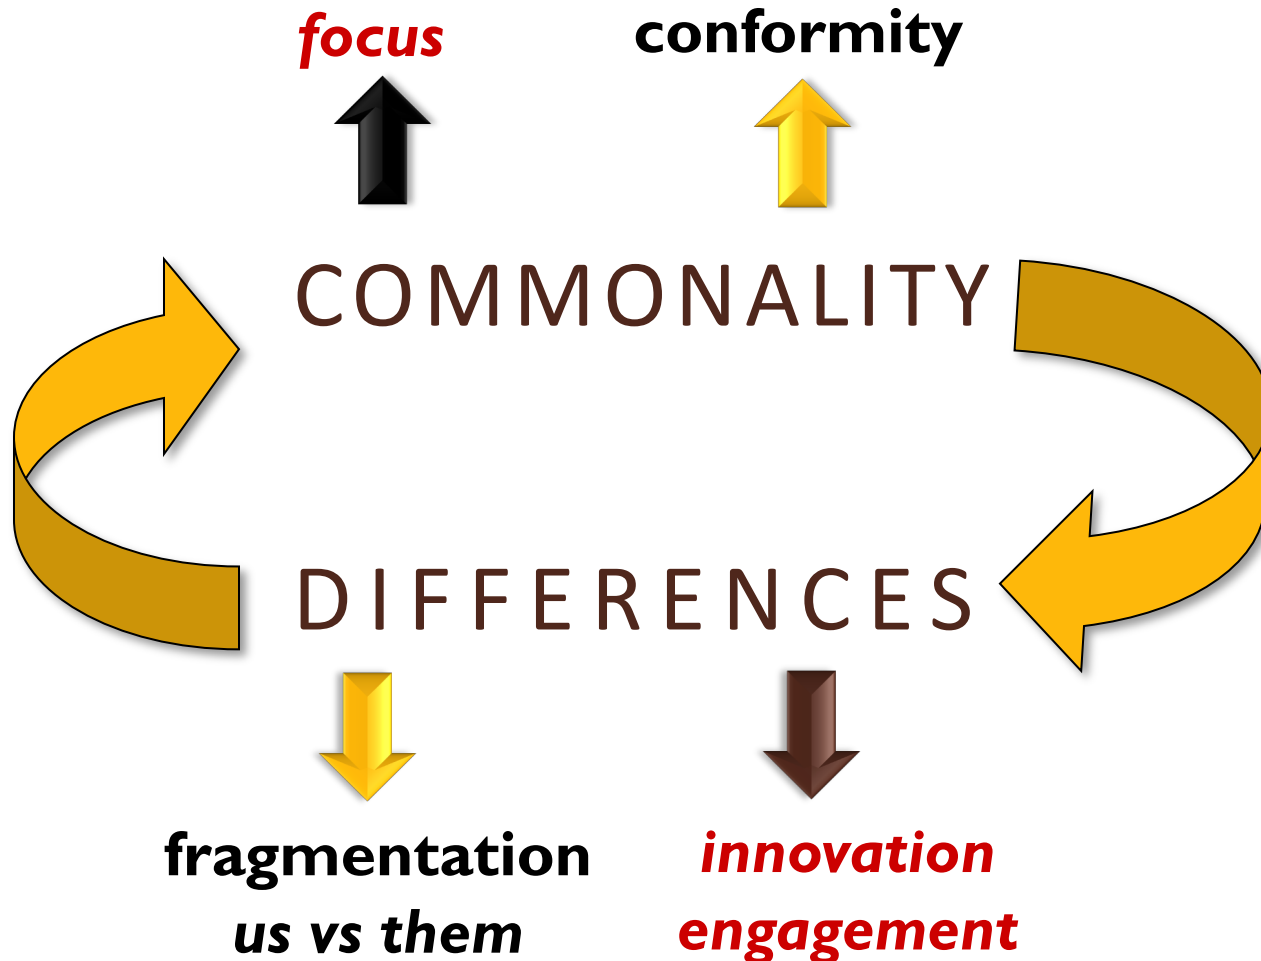 focus conformity
COMMONALITY
DIFFERENCES
fragmentation innovation
us vs them engagement